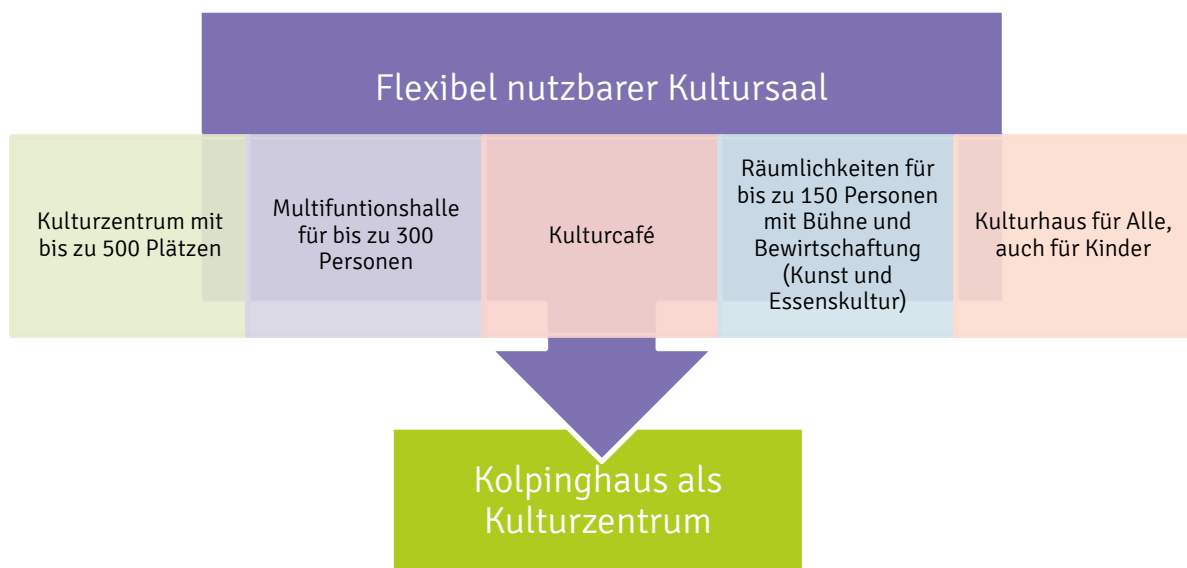 Flexibel nutzbarer Kultursaal
Kulturzentrum mit
bis zu 500 Plätzen
Multifuntionshalle
für bis zu 300
Personen
Kulturcafé
Räumlichkeiten für
bis zu 150 Personen
mit Bühne und
Bewirtschaftung
(Kunst und
Essenskultur)
Kulturhaus für Alle,
auch für Kinder
Kolpinghaus als
Kulturzentrum